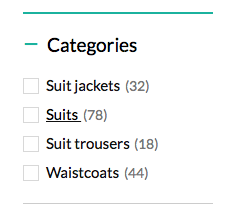 Categories
Suit jackets (32)
Suits (78)
Suit trousers (18)
Waistcoats (44)